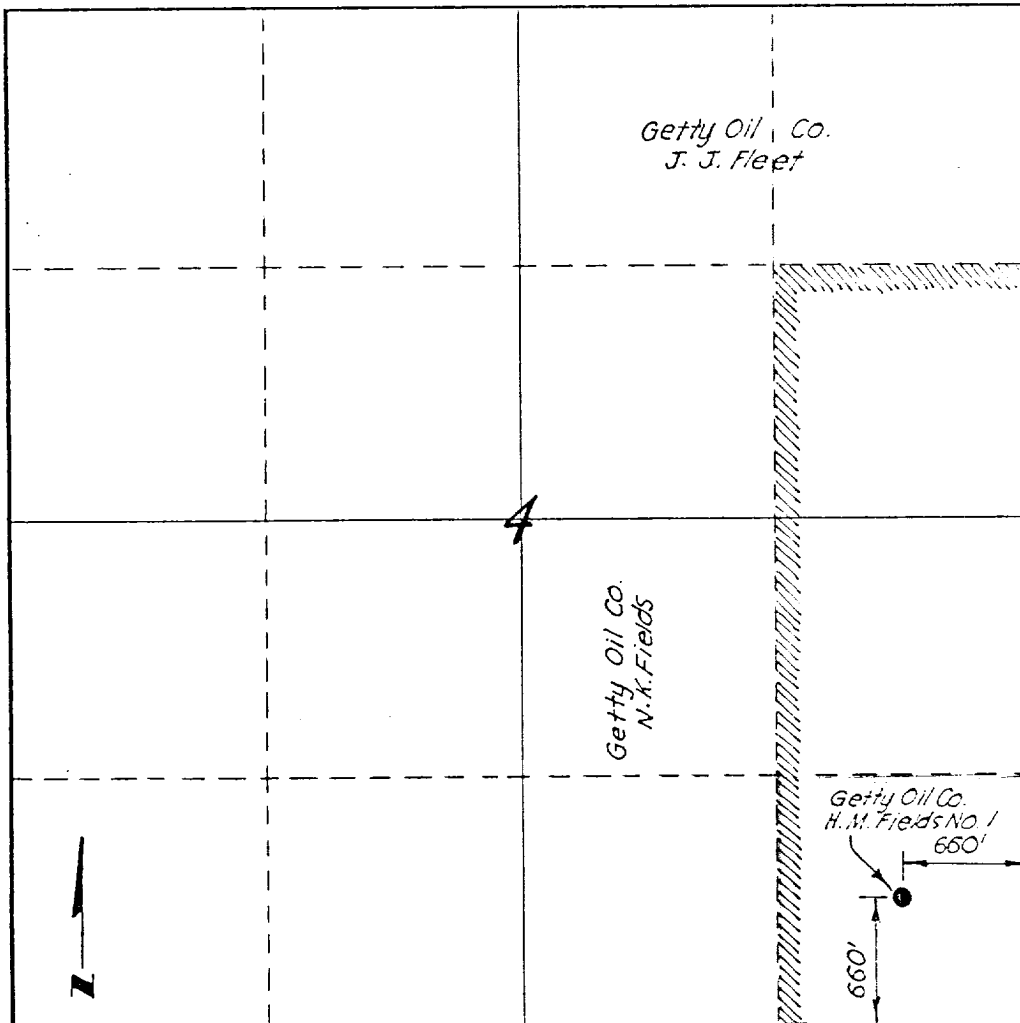 Getty Oil Co.
J. J. Fleet
4
Getty Oil Co.
N.K. Fields
Getty Oil Co.
H.M. Fields No. 1
660'
660'
N